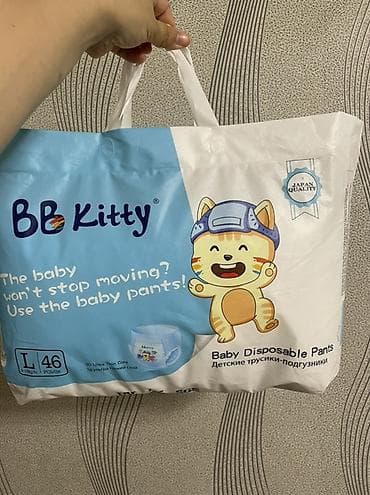 BB Kitty®
JAPAN
QUALITY
The baby
won't stop moving?
Use the baby pants!
L 46
Baby Disposable Pants
Детские трусики-подгузники